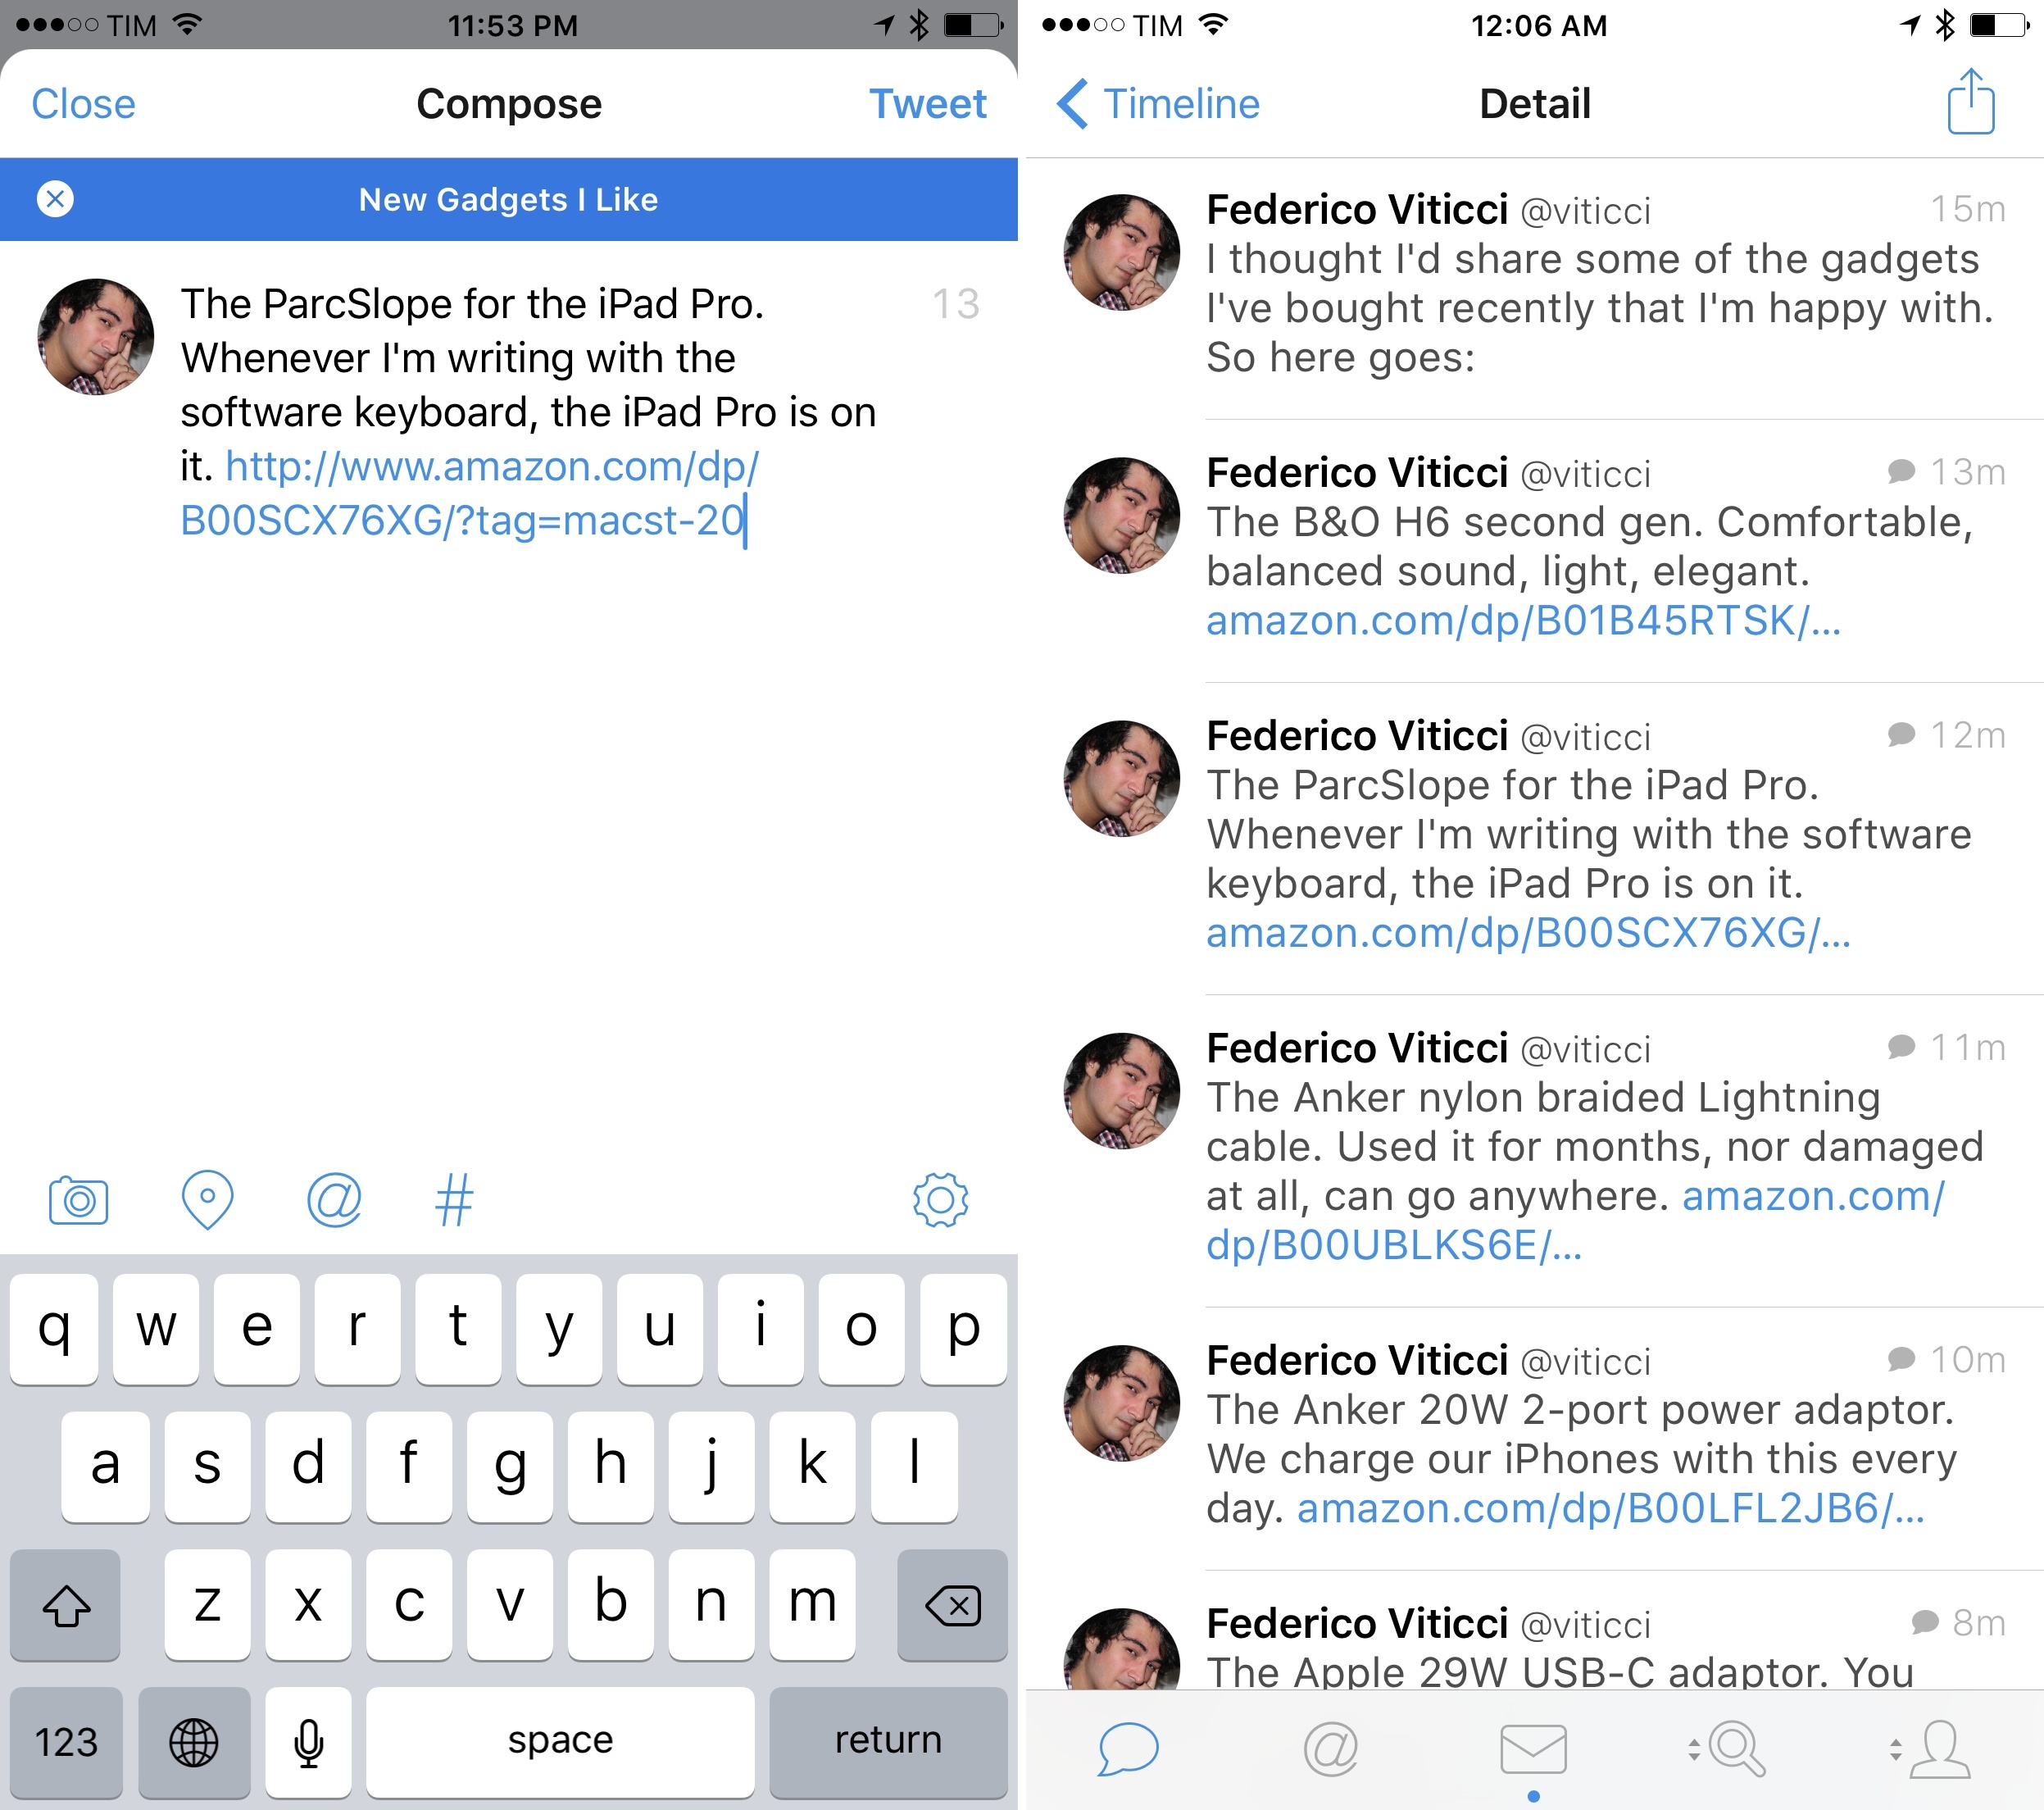 TIM 11:53 PM
Close Compose Tweet
New Gadgets I Like
The ParcSlope for the iPad Pro. 13
Whenever I'm writing with the
software keyboard, the iPad Pro is on
it. http://www.amazon.com/dp/
B00SCX76XG/?tag=macst-20
@ #
q w e r t y u i o p
a s d f g h j k l
z x c v b n m
123 space return
TIM 12:06 AM
Timeline Detail
Federico Viticci @viticci 15m
I thought I'd share some of the gadgets
I've bought recently that I'm happy with.
So here goes:
Federico Viticci @viticci 13m
The B&O H6 second gen. Comfortable,
balanced sound, light, elegant.
amazon.com/dp/B01B45RTSK/...
Federico Viticci @viticci 12m
The ParcSlope for the iPad Pro.
Whenever I'm writing with the software
keyboard, the iPad Pro is on it.
amazon.com/dp/B00SCX76XG/...
Federico Viticci @viticci 11m
The Anker nylon braided Lightning
cable. Used it for months, nor damaged
at all, can go anywhere. amazon.com/
dp/B00UBLKS6E/...
Federico Viticci @viticci 10m
The Anker 20W 2-port power adaptor.
We charge our iPhones with this every
day. amazon.com/dp/B00LFL2JB6/...
Federico Viticci @viticci 8m
The Apple 29W USB-C adaptor. You
@